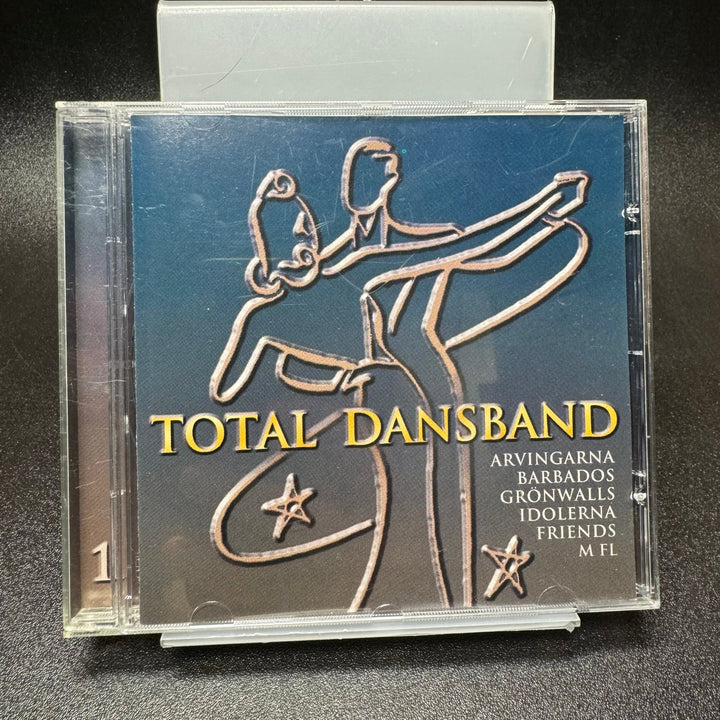 TOTAL DANSBAND
ARVINGARNA
BARBADOS
GRÖNWALLS
IDOLERNA
FRIENDS
M FL
1